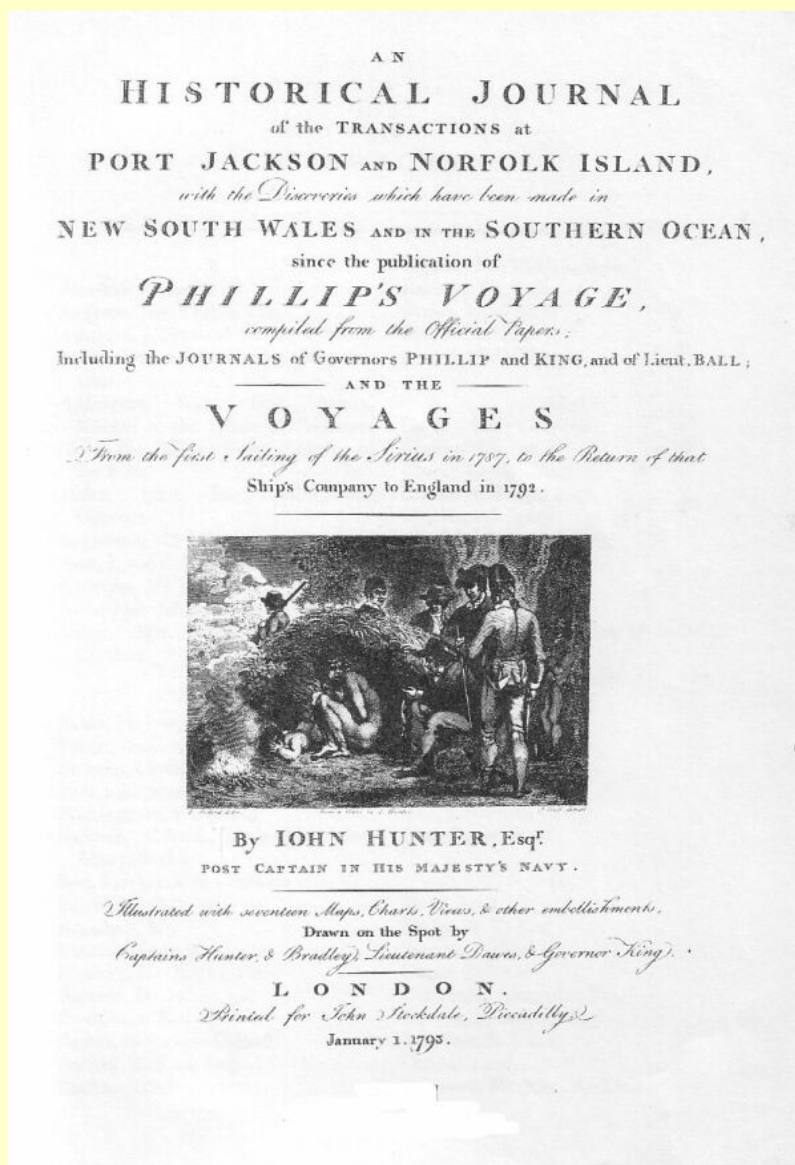 AN
HISTORICAL JOURNAL
of the TRANSACTIONS at
PORT JACKSON AND NORFOLK ISLAND,
with the Discoveries which have been made in
NEW SOUTH WALES AND IN THE SOUTHERN OCEAN,
since the publication of
PHILLIP'S VOYAGE,
compiled from the Official Papers;
Including the JOURNALS of Governors PHILLIP and KING, and of Lieut. BALL;
AND THE
VOYAGES
From the first Sailing of the Sirius in 1787, to the Return of that
Ship's Company to England in 1792.
By IOHN HUNTER, Esqr.
POST CAPTAIN IN HIS MAJESTY'S NAVY.
Illustrated with seventeen Maps, Charts, Views, & other embellishments,
Drawn on the Spot by
Captains Hunter, & Bradley, Lieutenant Dawes, & Governor King.
LONDON.
Printed for John Stockdale, Piccadilly,
January 1. 1793.